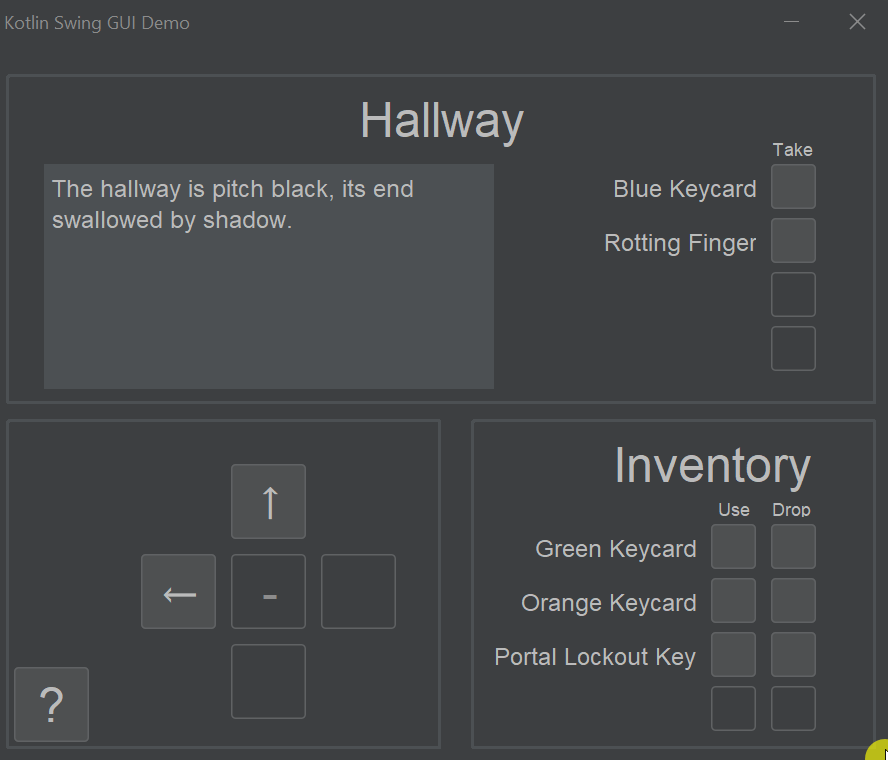 Kotlin Swing GUI Demo
Hallway
Take
The hallway is pitch black, its end
swallowed by shadow.
Blue Keycard
Rotting Finger
↑
← -
?
Inventory
Use Drop
Green Keycard
Orange Keycard
Portal Lockout Key